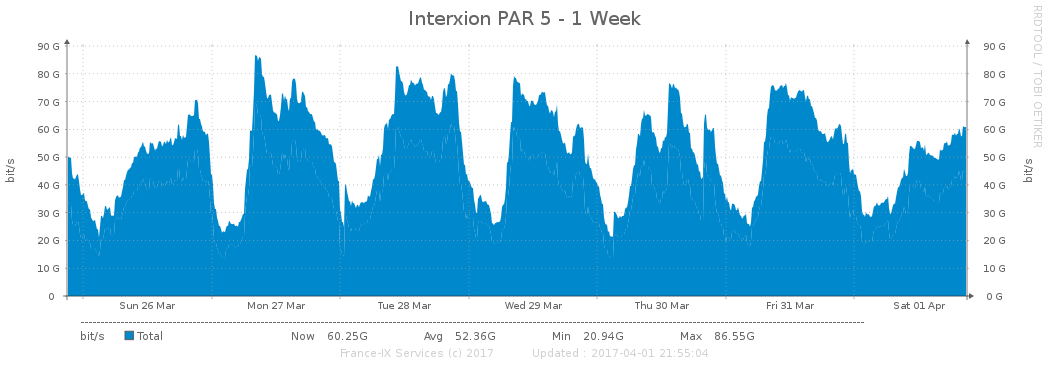 Interxion PAR 5 - 1 Week
RRDTOOL / TOBI OETIKER
90 G 90 G
80 G 80 G
70 G 70 G
60 G 60 G
50 G 50 G
40 G 40 G
30 G 30 G
20 G 20 G
10 G 10 G
0 0 G
bit/s
bit/s
Sun 26 Mar Mon 27 Mar Tue 28 Mar Wed 29 Mar Thu 30 Mar Fri 31 Mar Sat 01 Apr
bit/s Total Now 60.25G Avg 52.36G Min 20.94G Max 86.55G
France-IX Services (c) 2017 Updated : 2017-04-01 21:55:04